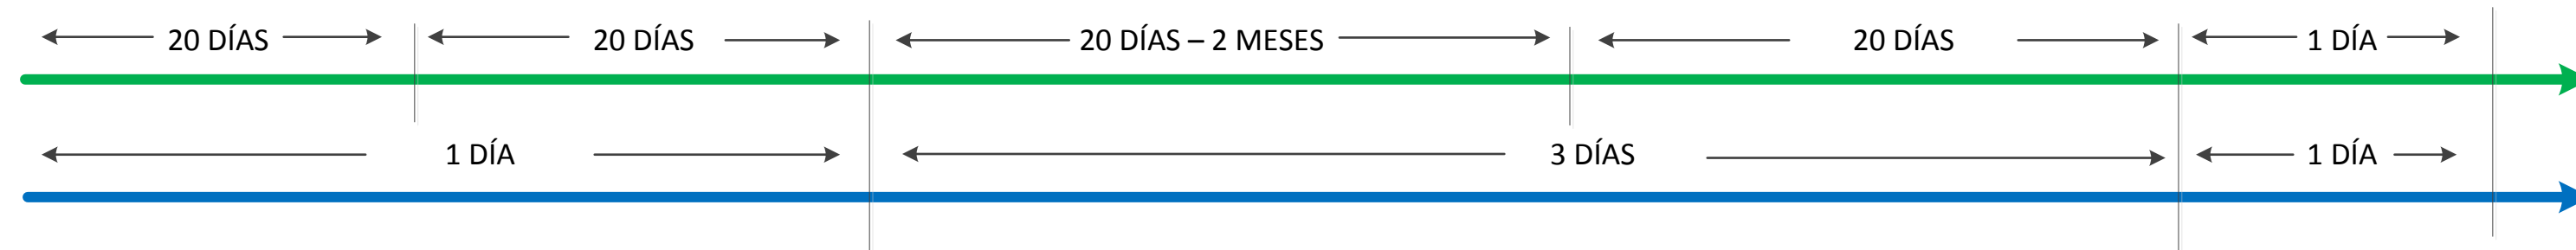 20 DÍAS 20 DÍAS 20 DÍAS – 2 MESES 20 DÍAS 1 DÍA
1 DÍA 3 DÍAS 1 DÍA